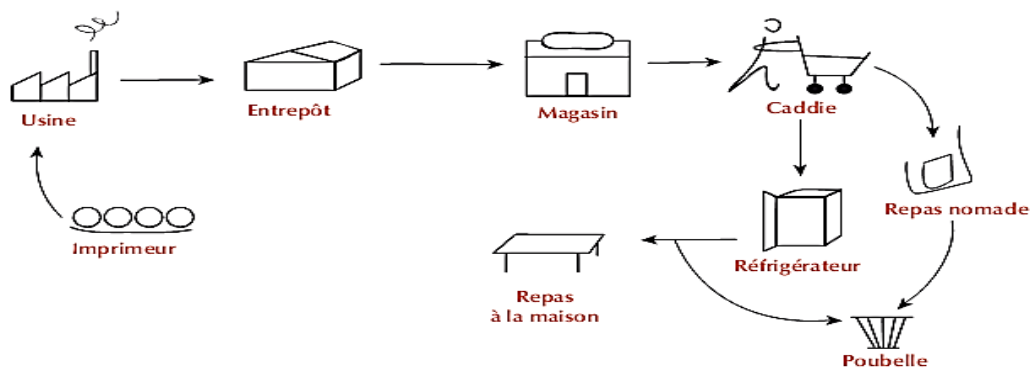 Usine
Entrepôt
Magasin
Caddie
Imprimeur
Repas nomade
Réfrigérateur
Repas
à la maison
Poubelle